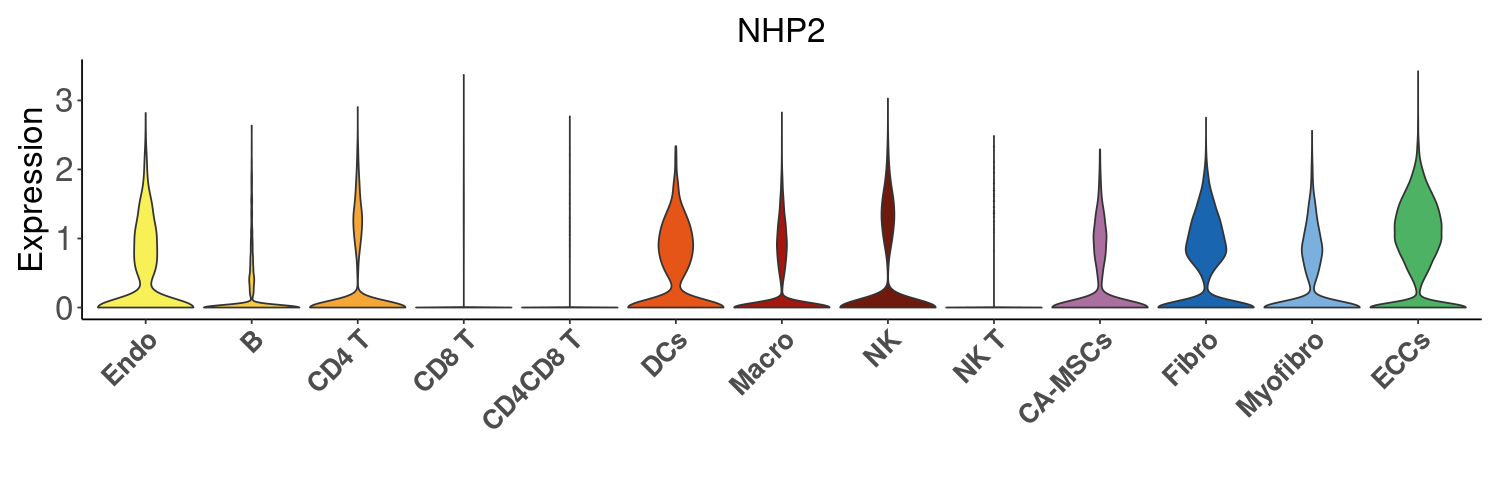 NHP2
Expression
3
2
1
0
Endo
B
CD4 T
CD8 T
CD4CD8 T
DCs
Macro
NK
NK T
CA-MSCs
Fibro
Myofibro
ECCs